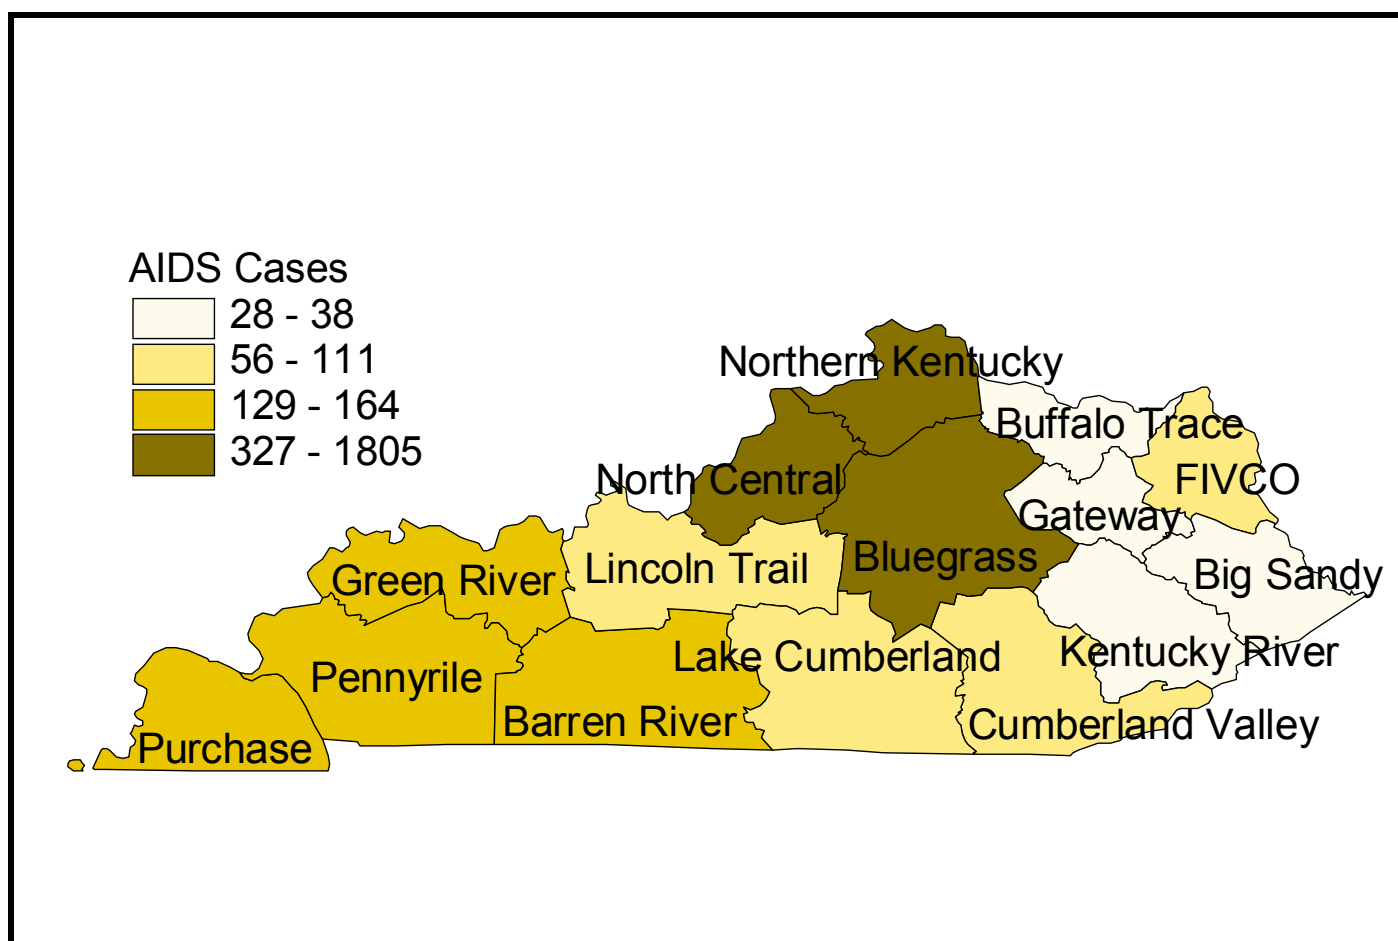 AIDS Cases
28 - 38
56 - 111
129 - 164
327 - 1805
Northern Kentucky
Buffalo Trace
North Central
FIVCO
Gateway
Bluegrass
Lincoln Trail
Green River
Big Sandy
Lake Cumberland
Kentucky River
Pennyrile
Barren River
Cumberland Valley
Purchase